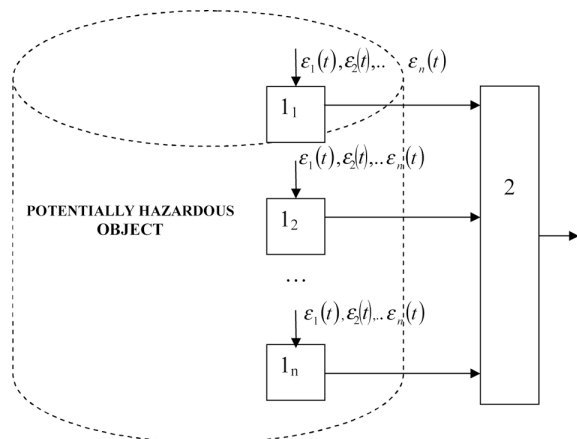 ε₁(t), ε₂(t),.. εₙ(t)
1₁
ε₁(t), ε₂(t),.. εₙ(t)
2
POTENTIALLY HAZARDOUS
OBJECT
1₂
...
ε₁(t), ε₂(t),.. εₙ(t)
1ₙ